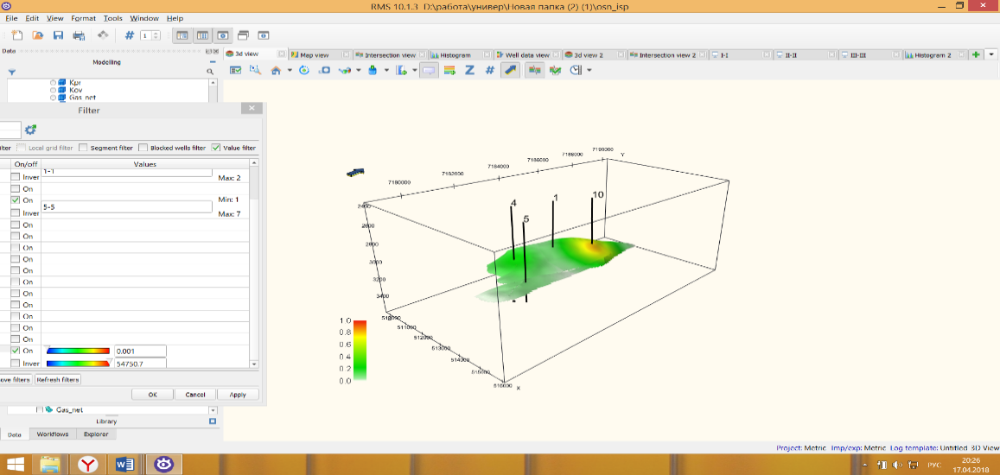 RMS 10.1.3 D:\работа\универ\Новая папка (2) (1)\osn_isp
File Edit View Format Tools Window Help
1
Data
Modelling
Kpr
Kov
Gas_net
3d view Map view Intersection view Histogram Well data view 3d view 2 Intersection view 2 I-I II-II III-III Histogram 2
Filter
ilter Local grid filter Segment filter Blocked wells filter Value filter
On/off Values
Inver 1-1 Max: 2
On
On Min: 1
Inver 5-5 Max: 7
On
On
On
On
On
On
On
On
On
On
On
On 0.001
Inver 54750.7
ove filters Refresh filters
OK Cancel Apply
Gas_net
Library
Data Workflows Explorer
7180000 7182000 7184000 7186000 7188000 7190000 Y
2400
2600
2800
3000
3200
3400
4 5 1 10
510000 511000 512000 513000 514000 515000 516000 X
1.0
0.8
0.6
0.4
0.2
0.0
Project: Metric Imp/exp: Metric Log template: Untitled 3D View
РУС
20:26
17.04.2018